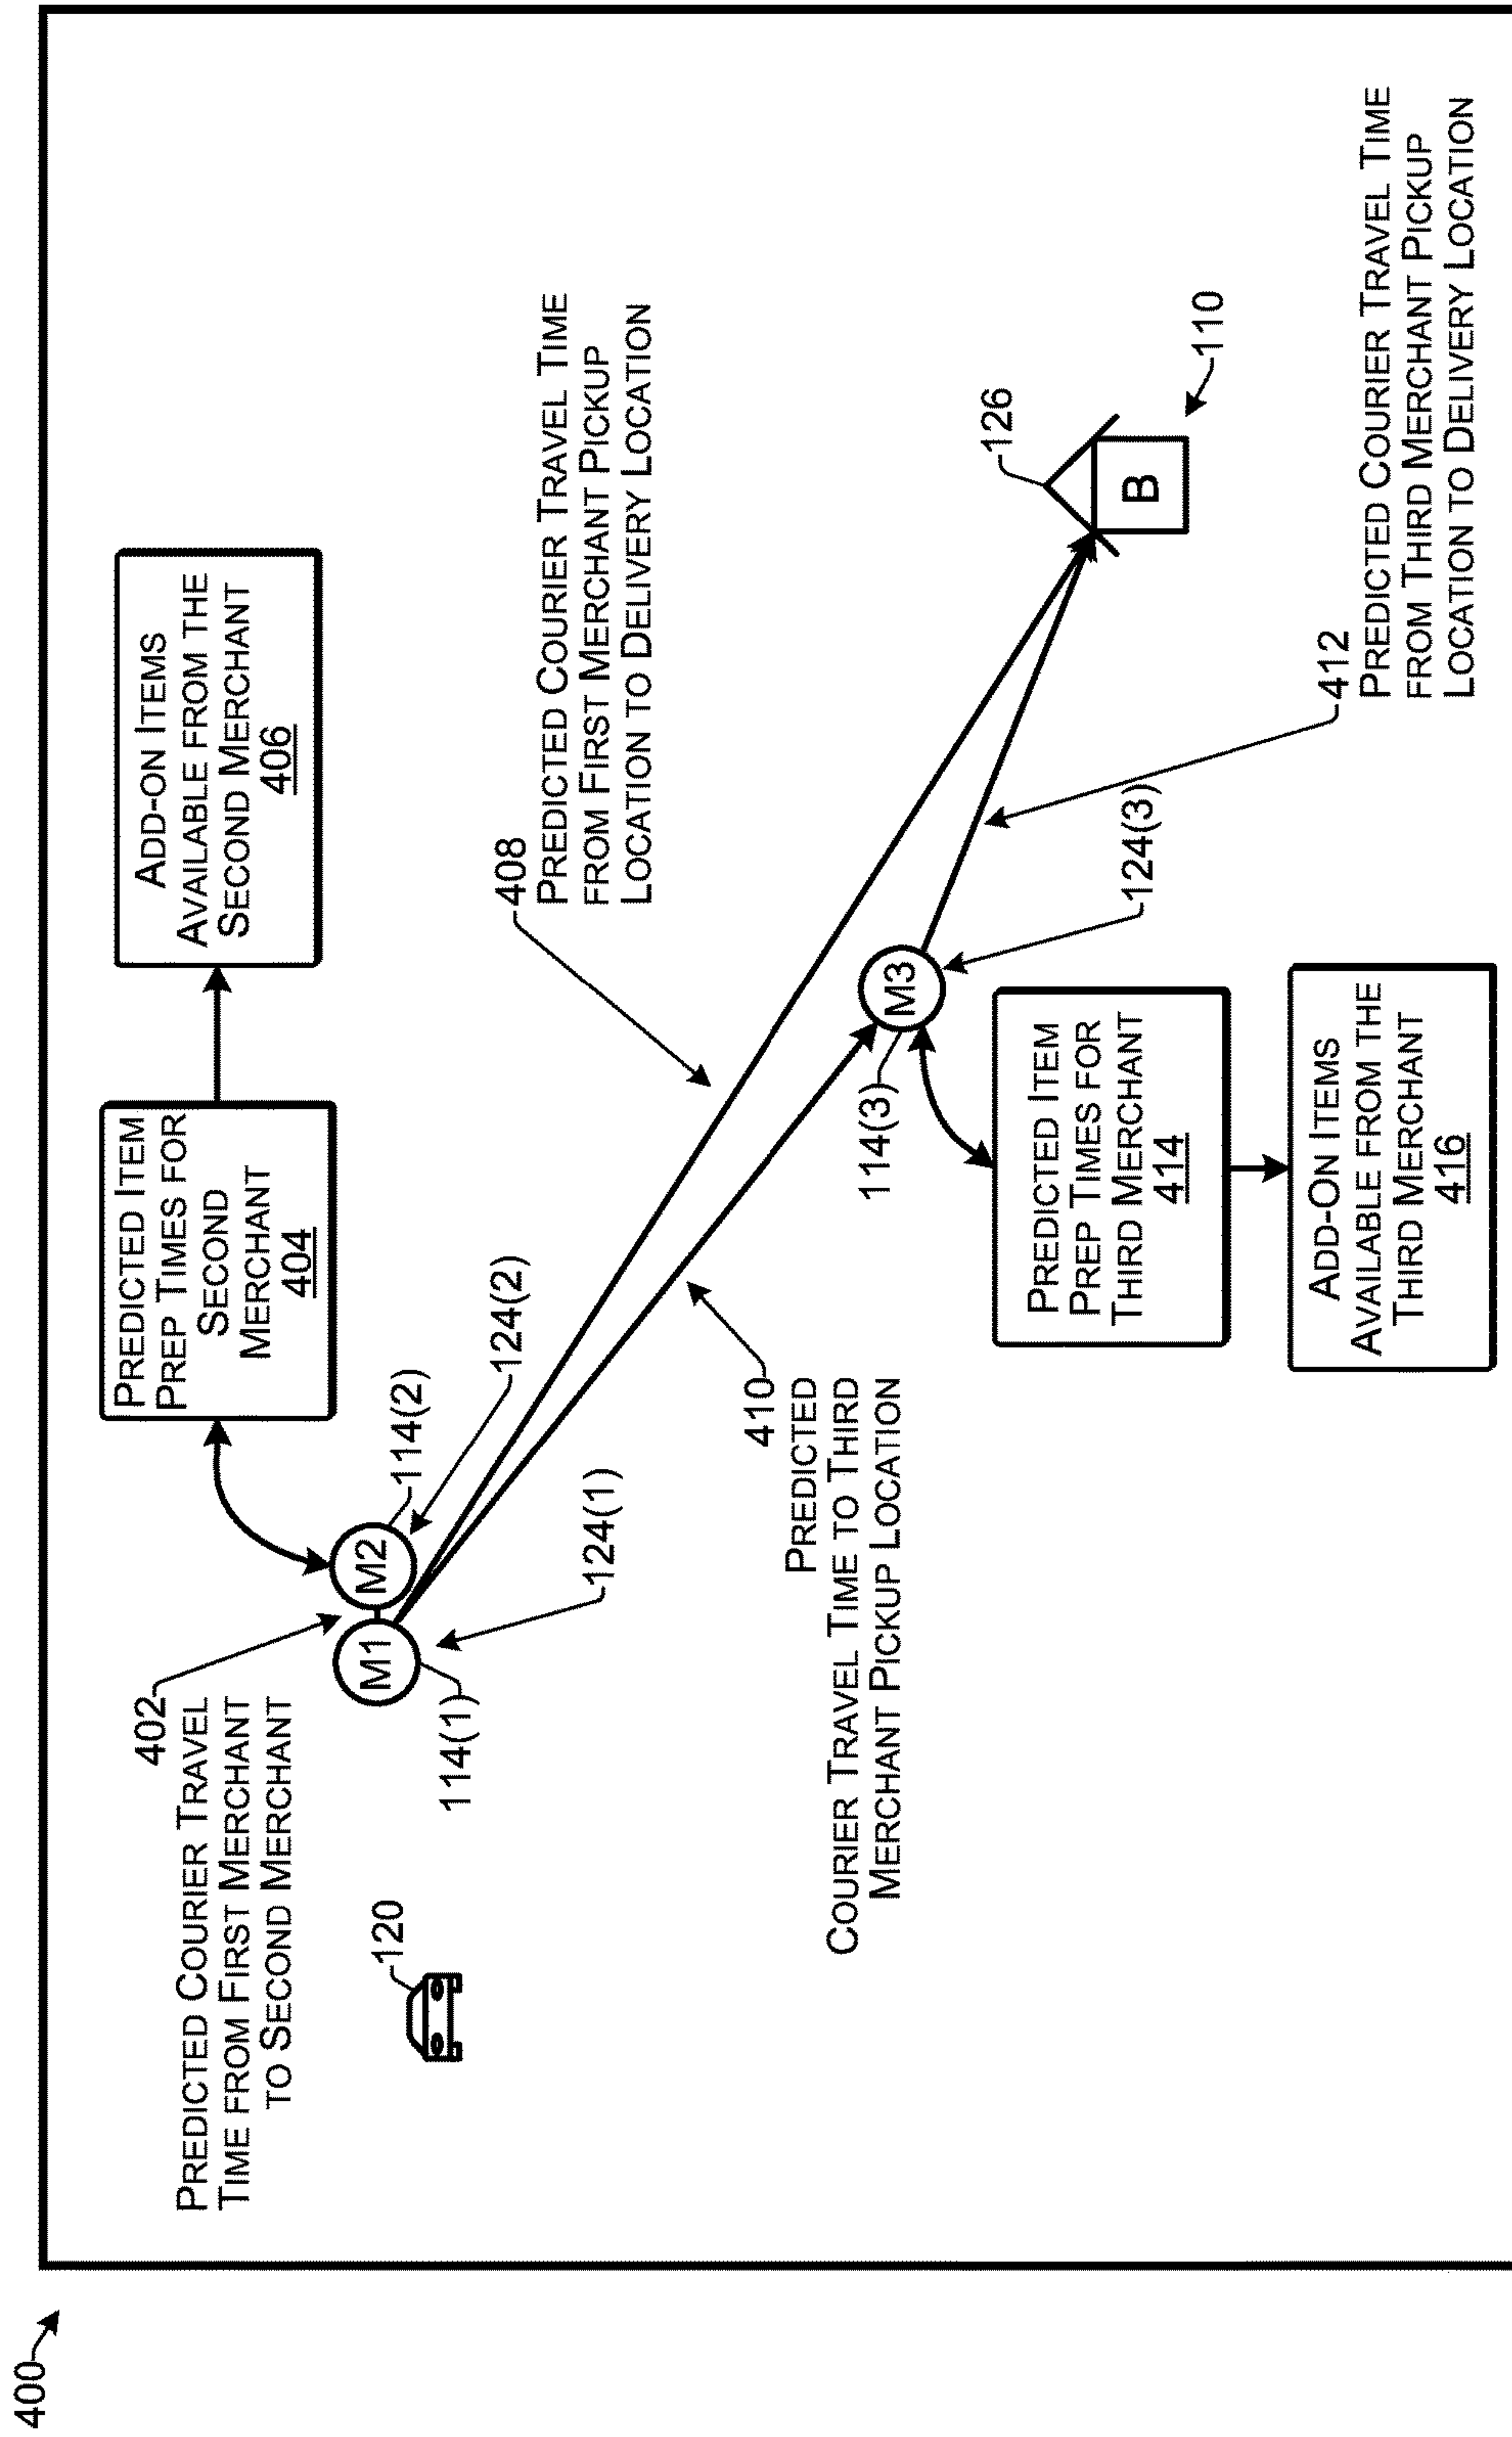 400
402
PREDICTED COURIER TRAVEL
TIME FROM FIRST MERCHANT
TO SECOND MERCHANT
120
M1
114(1)
124(1)
M2
114(2)
124(2)
PREDICTED ITEM
PREP TIMES FOR
SECOND
MERCHANT
404
ADD-ON ITEMS
AVAILABLE FROM THE
SECOND MERCHANT
406
408
PREDICTED COURIER TRAVEL TIME
FROM FIRST MERCHANT PICKUP
LOCATION TO DELIVERY LOCATION
410
PREDICTED
COURIER TRAVEL TIME TO THIRD
MERCHANT PICKUP LOCATION
M3
114(3)
124(3)
PREDICTED ITEM
PREP TIMES FOR
THIRD MERCHANT
414
ADD-ON ITEMS
AVAILABLE FROM THE
THIRD MERCHANT
416
126
B
110
412
PREDICTED COURIER TRAVEL TIME
FROM THIRD MERCHANT PICKUP
LOCATION TO DELIVERY LOCATION